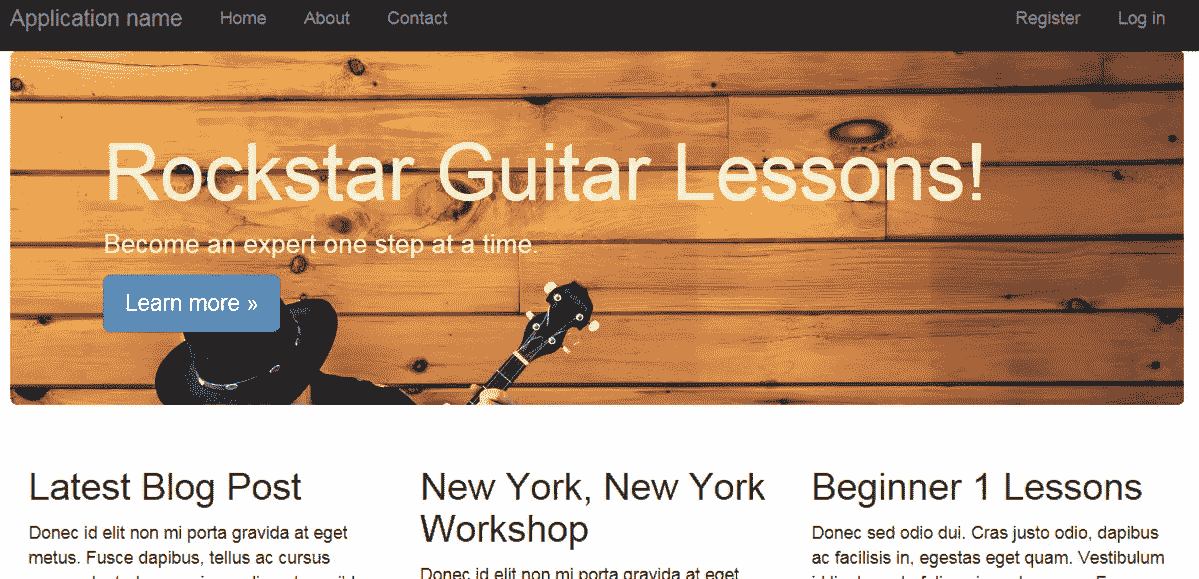 Application name Home About Contact Register Log in
Rockstar Guitar Lessons!
Become an expert one step at a time.
Learn more »
Latest Blog Post
Donec id elit non mi porta gravida at eget
metus. Fusce dapibus, tellus ac cursus
New York, New York
Workshop
Donec id elit non mi porta gravida at eget
Beginner 1 Lessons
Donec sed odio dui. Cras justo odio, dapibus
ac facilisis in, egestas eget quam. Vestibulum